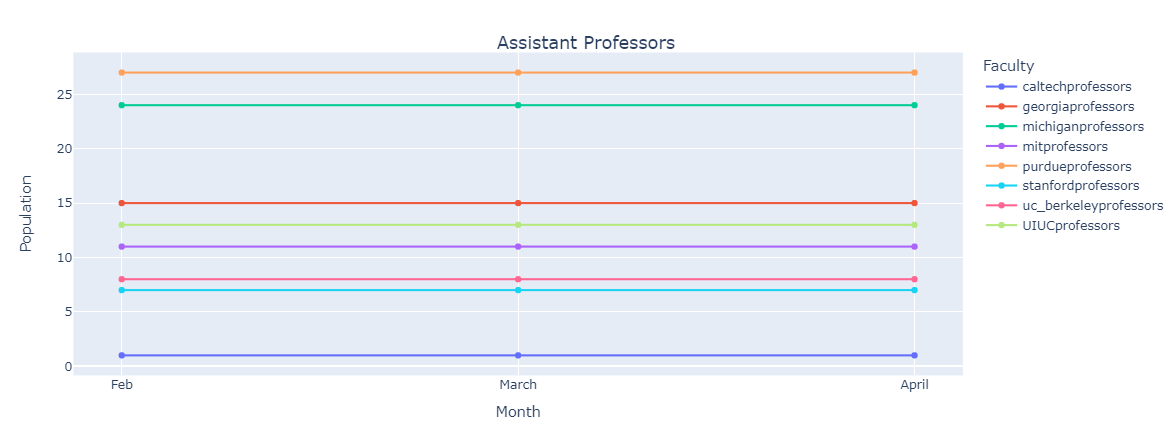 Assistant Professors
Population
25
20
15
10
5
0
Feb
March
April
Month
Faculty
caltechprofessors
georgiaprofessors
michiganprofessors
mitprofessors
purdueprofessors
stanfordprofessors
uc_berkeleyprofessors
UIUCprofessors